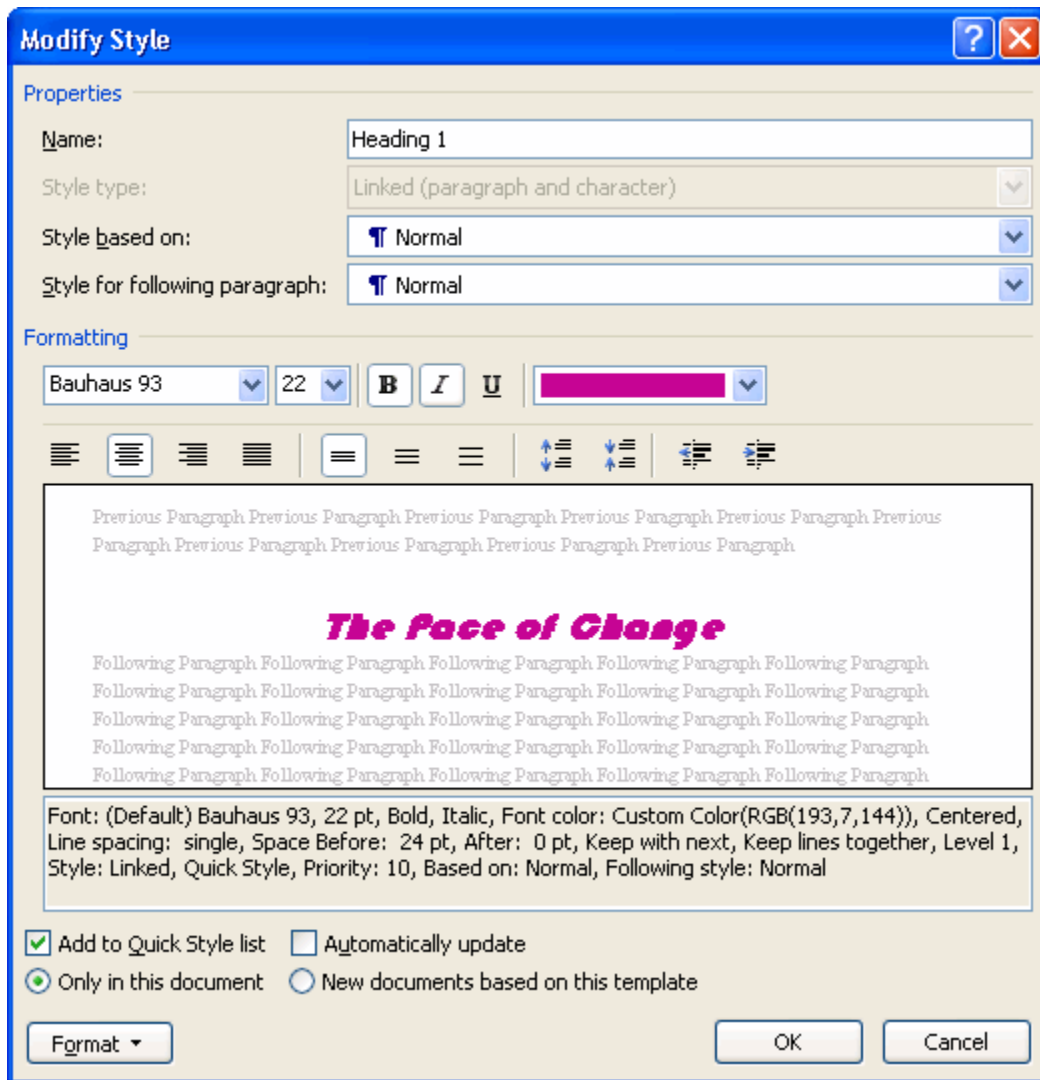 Modify Style
Properties
Name: Heading 1
Style type: Linked (paragraph and character)
Style based on: ¶ Normal
Style for following paragraph: ¶ Normal
Formatting
Bauhaus 93 22 B I U
Previous Paragraph Previous Paragraph Previous Paragraph Previous Paragraph Previous Paragraph Previous
Paragraph Previous Paragraph Previous Paragraph Previous Paragraph Previous Paragraph
The Pace of Change
Following Paragraph Following Paragraph Following Paragraph Following Paragraph Following Paragraph
Following Paragraph Following Paragraph Following Paragraph Following Paragraph Following Paragraph
Following Paragraph Following Paragraph Following Paragraph Following Paragraph Following Paragraph
Following Paragraph Following Paragraph Following Paragraph Following Paragraph Following Paragraph
Following Paragraph Following Paragraph Following Paragraph Following Paragraph Following Paragraph
Font: (Default) Bauhaus 93, 22 pt, Bold, Italic, Font color: Custom Color(RGB(193,7,144)), Centered,
Line spacing: single, Space Before: 24 pt, After: 0 pt, Keep with next, Keep lines together, Level 1,
Style: Linked, Quick Style, Priority: 10, Based on: Normal, Following style: Normal
Add to Quick Style list Automatically update
Only in this document New documents based on this template
Format OK Cancel